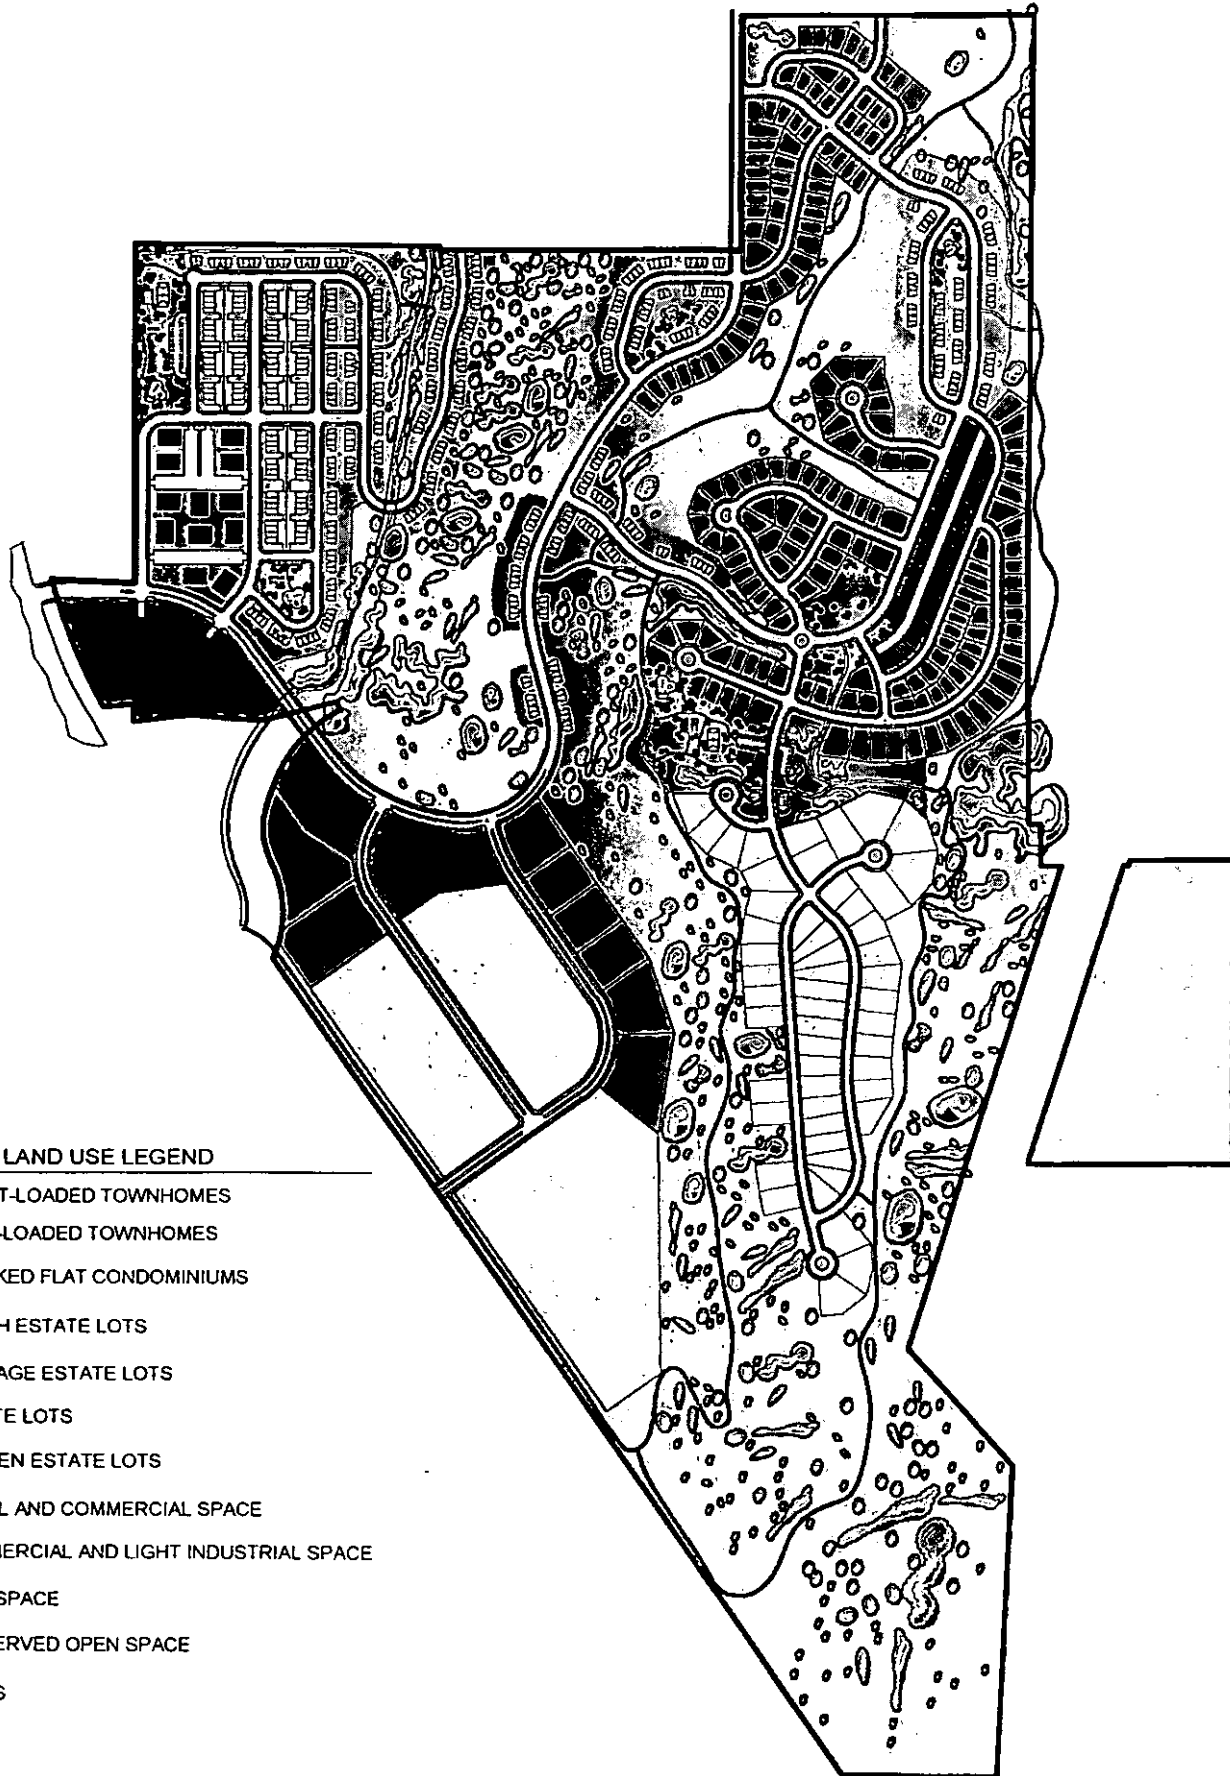 LAND USE LEGEND
T-LOADED TOWNHOMES
-LOADED TOWNHOMES
KED FLAT CONDOMINIUMS
H ESTATE LOTS
AGE ESTATE LOTS
TE LOTS
EN ESTATE LOTS
L AND COMMERCIAL SPACE
MERCIAL AND LIGHT INDUSTRIAL SPACE
SPACE
ERVED OPEN SPACE
S